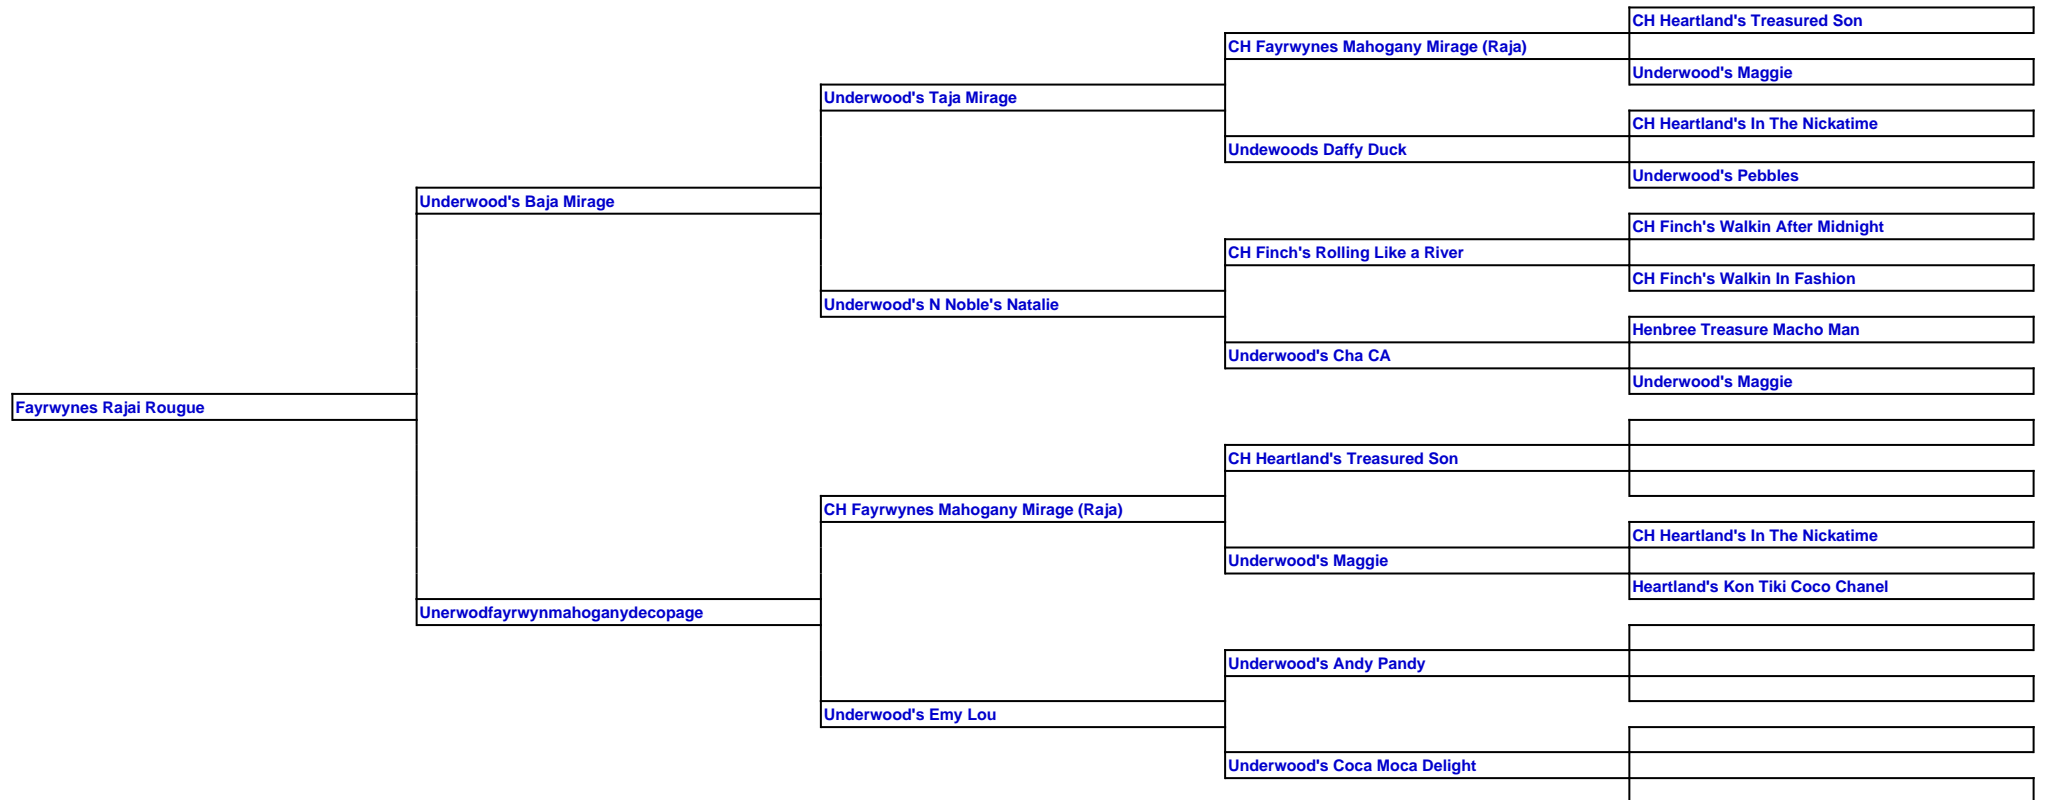 CH Heartland's Treasured Son
CH Fayrwynes Mahogany Mirage (Raja)
Underwood's Maggie
Underwood's Taja Mirage
CH Heartland's In The Nickatime
Undewoods Daffy Duck
Underwood's Pebbles
Underwood's Baja Mirage
CH Finch's Walkin After Midnight
CH Finch's Rolling Like a River
CH Finch's Walkin In Fashion
Underwood's N Noble's Natalie
Henbree Treasure Macho Man
Underwood's Cha CA
Underwood's Maggie
Fayrwynes Rajai Rougue
CH Heartland's Treasured Son
CH Fayrwynes Mahogany Mirage (Raja)
CH Heartland's In The Nickatime
Underwood's Maggie
Heartland's Kon Tiki Coco Chanel
Unerwodfayrwynmahoganydecopage
Underwood's Andy Pandy
Underwood's Emy Lou
Underwood's Coca Moca Delight